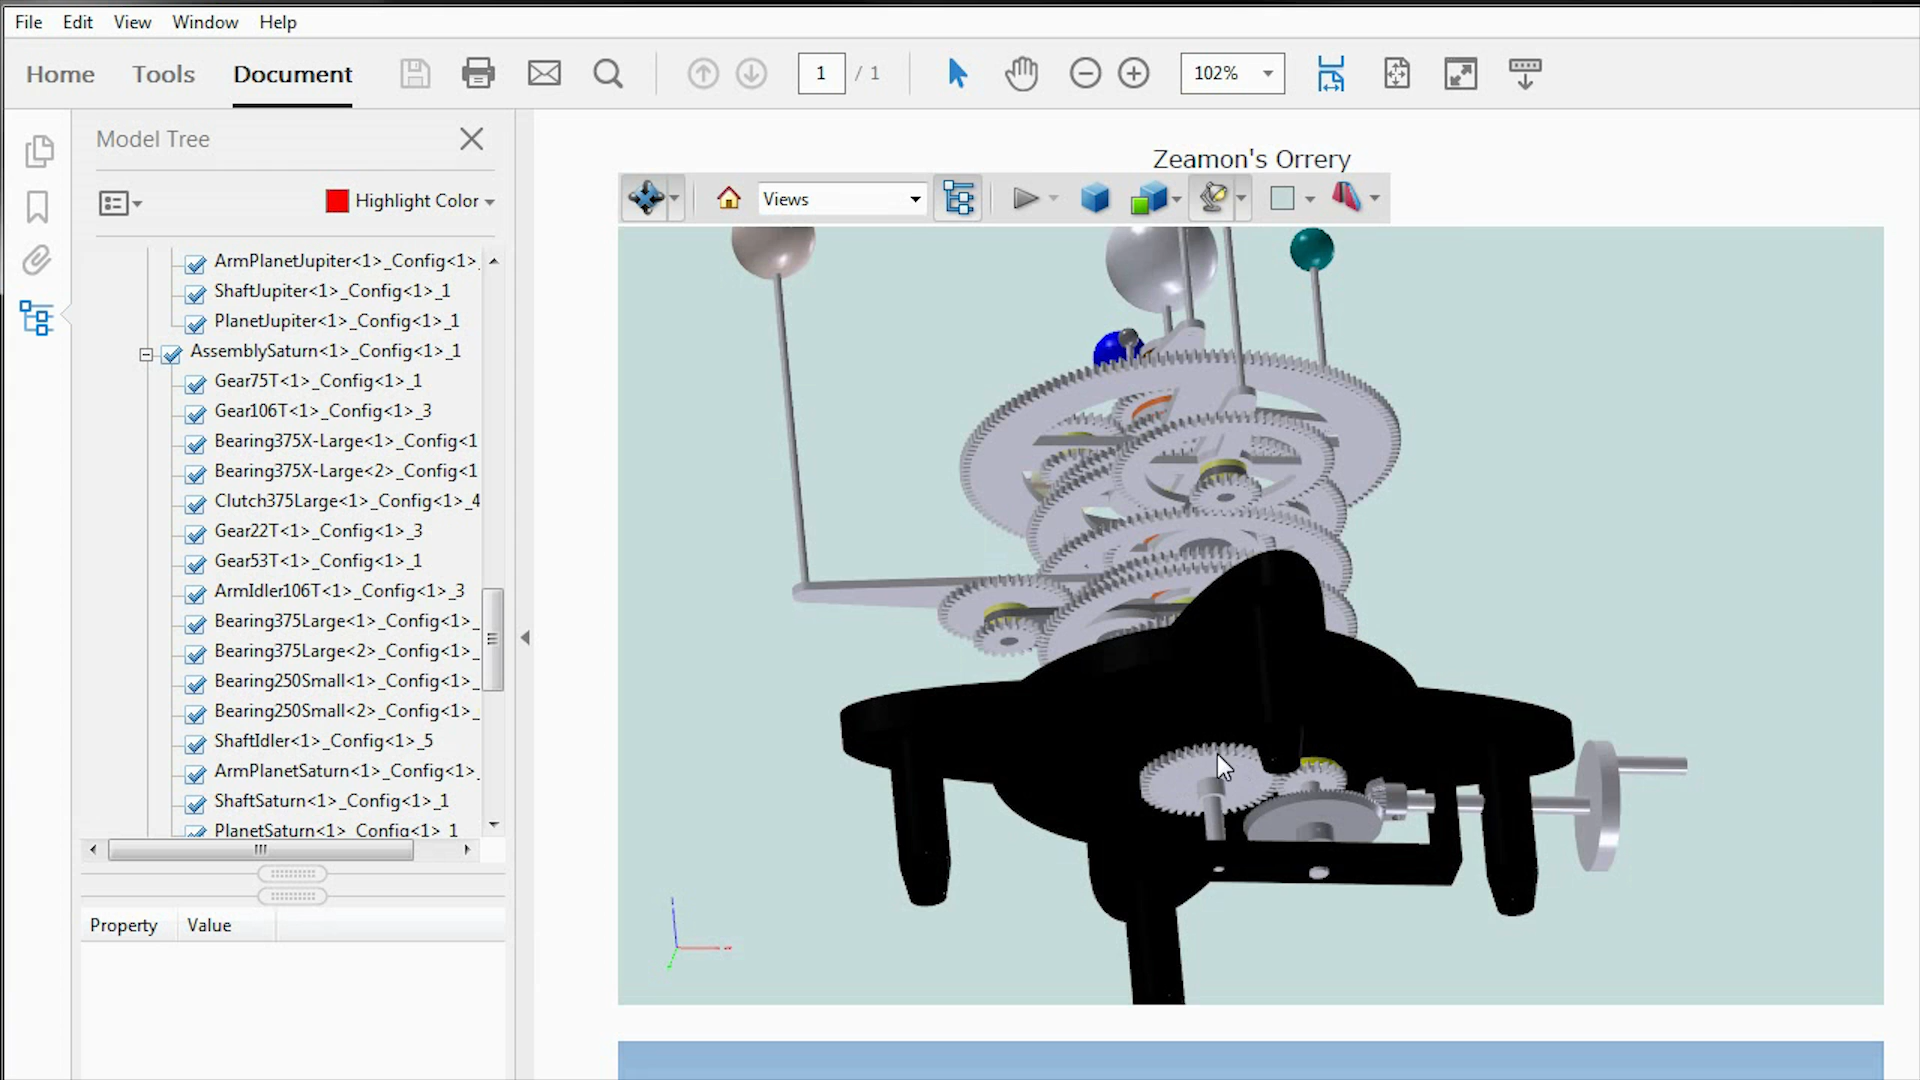 File Edit View Window Help
Home Tools Document 1 / 1 102%
Model Tree
Highlight Color
ArmPlanetJupiter<1>_Config<1>.
ShaftJupiter<1>_Config<1>_1
PlanetJupiter<1>_Config<1>_1
AssemblySaturn<1>_Config<1>_1
Gear75T<1>_Config<1>_1
Gear106T<1>_Config<1>_3
Bearing375X-Large<1>_Config<1
Bearing375X-Large<2>_Config<1
Clutch375Large<1>_Config<1>_4
Gear22T<1>_Config<1>_3
Gear53T<1>_Config<1>_1
ArmIdler106T<1>_Config<1>_3
Bearing375Large<1>_Config<1>_
Bearing375Large<2>_Config<1>_
Bearing250Small<1>_Config<1>_
Bearing250Small<2>_Config<1>_
ShaftIdler<1>_Config<1>_5
ArmPlanetSaturn<1>_Config<1>.
ShaftSaturn<1>_Config<1>_1
PlanetSaturn<1>_Config<1>_1
Property Value
Zeamon's Orrery
Views